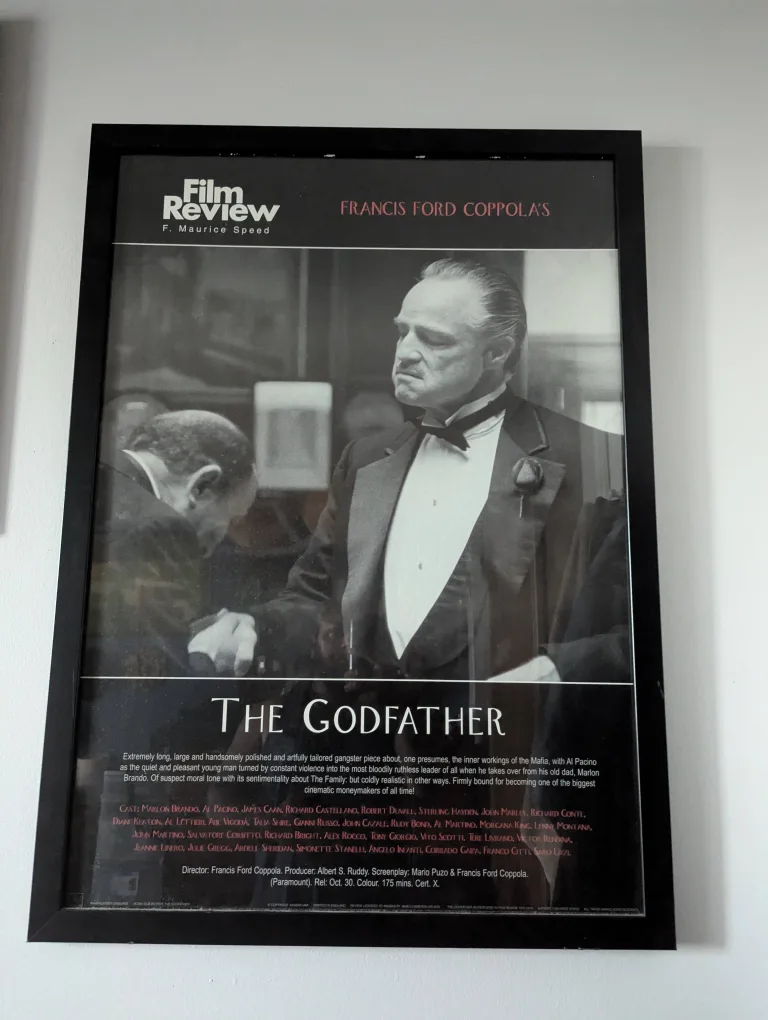 Film
Review
F. Maurice Speed
FRANCIS FORD COPPOLA'S
THE GODFATHER
Extremely long, large and handsomely polished and artfully tailored gangster piece about, one presumes, the inner workings of the Mafia, with Al Pacino
as the quiet and pleasant young man turned by constant violence into the most bloodily ruthless leader of all when he takes over from his old dad, Marlon
Brando. Of suspect moral tone with its sentimentality about The Family: but coldly realistic in other ways. Firmly bound for becoming one of the biggest
cinematic moneymakers of all time!
CAST: MARLON BRANDO, AL PACINO, JAMES CAAN, RICHARD CASTELLANO, ROBERT DUVALL, STERLING HAYDEN, JOHN MARLEY, RICHARD CONTE,
DIANE KEATON, AL LETTIERI, ABE VIGODA, TALIA SHIRE, GIANNI RUSSO, JOHN CAZALE, RUDY BOND, AL MARTINO, MORGANA KING, LENNY MONTANA,
JOHN MARTINO, SALVATORE CORSITTO, RICHARD BRIGHT, ALEX ROCCO, TONY GIORGIO, VITO SCOTTI, TERE LIVRANO, VICTOR RENDINA,
JEANNE LINERO, JULIE GREGG, ARDELL SHERIDAN, SIMONETTE STANELLI, ANGELO INFANTI, CORRADO GAIPA, FRANCO CITTI, SARO URZI.
Director: Francis Ford Coppola. Producer: Albert S. Ruddy. Screenplay: Mario Puzo & Francis Ford Coppola.
(Paramount). Rel: Oct. 30. Colour. 175 mins. Cert. X.